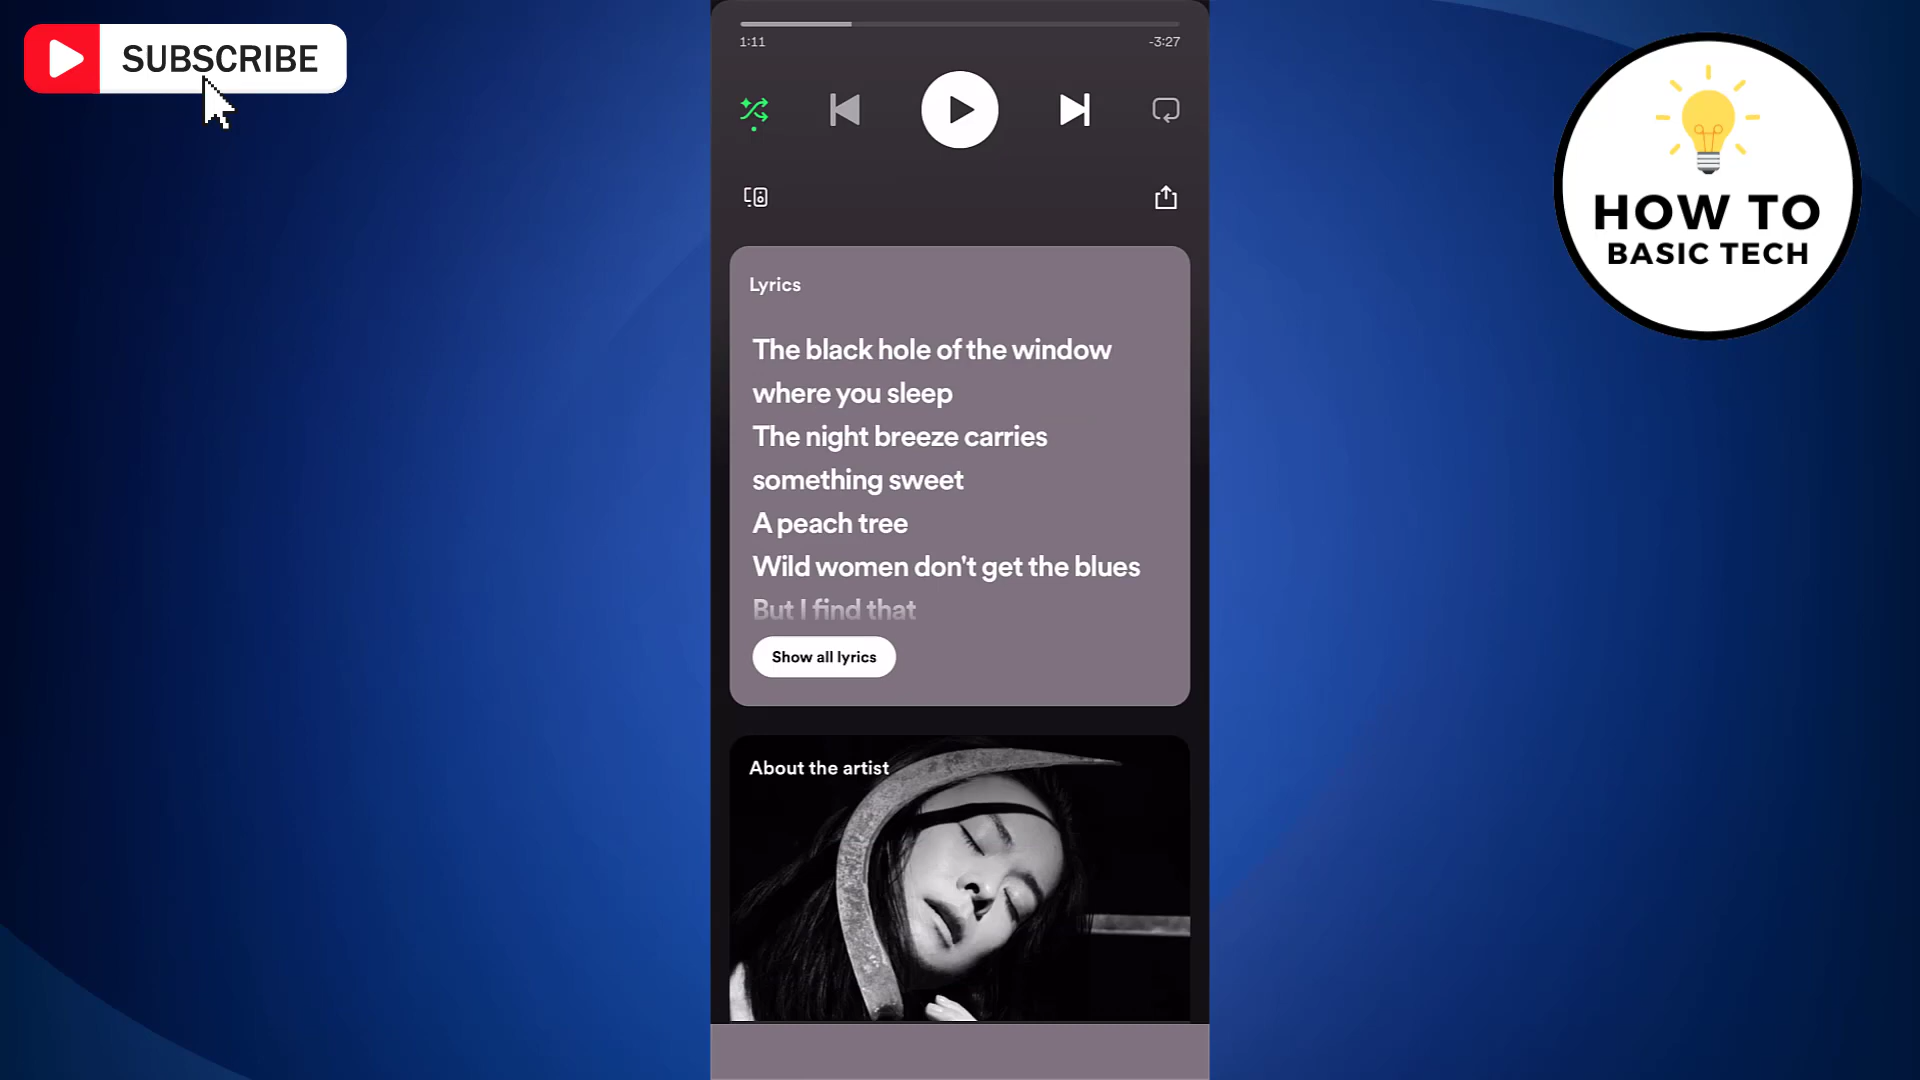 SUBSCRIBE
1:11
-3:27
HOW TO
BASIC TECH
Lyrics
The black hole of the window
where you sleep
The night breeze carries
something sweet
A peach tree
Wild women don't get the blues
But I find that
Show all lyrics
About the artist